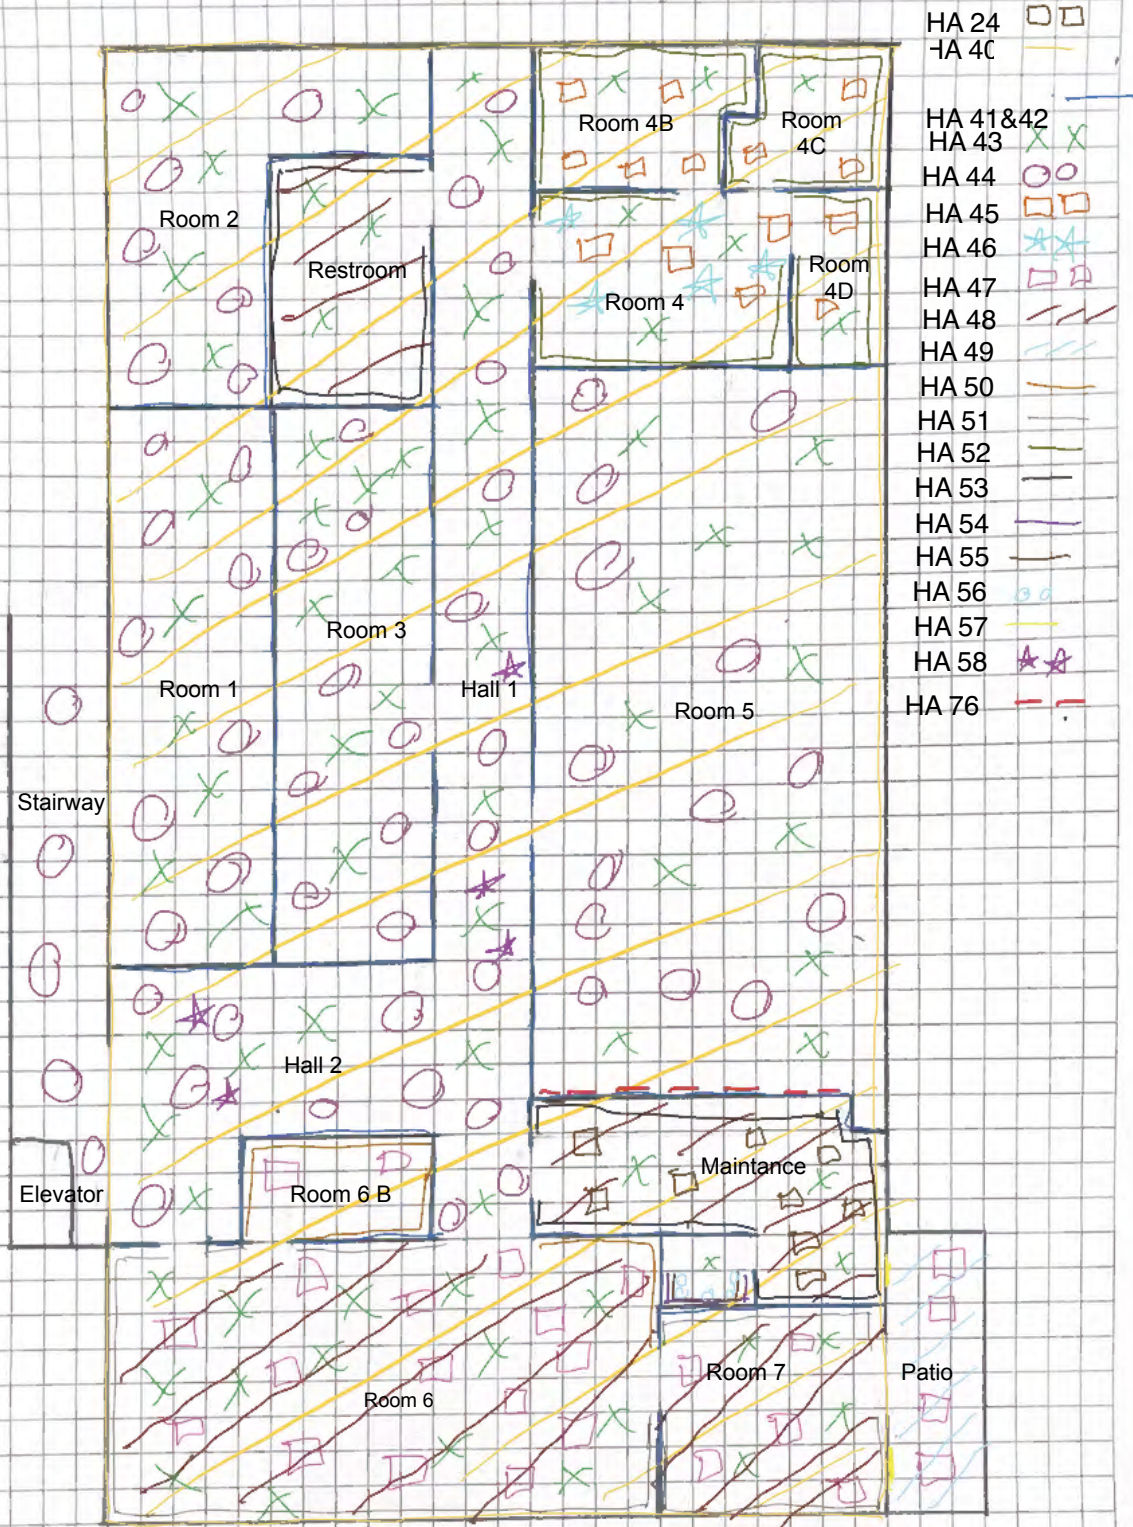 HA 24
HA 40
HA 41&42
HA 43
HA 44
HA 45
HA 46
HA 47
HA 48
HA 49
HA 50
HA 51
HA 52
HA 53
HA 54
HA 55
HA 56
HA 57
HA 58
HA 76
Room 4B
Room
4C
Room 2
Restroom
Room 4
Room
4D
Room 3
Room 1
Hall 1
Room 5
Stairway
Hall 2
Maintance
Elevator
Room 6 B
Room 6
Room 7
Patio